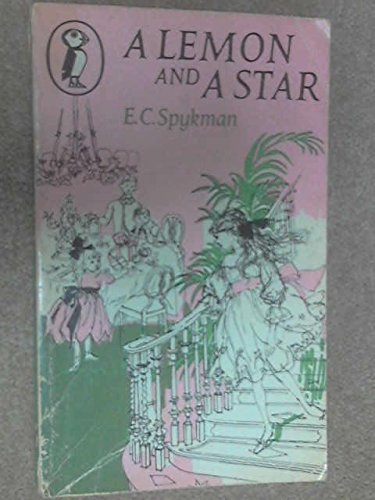 A LEMON
AND A STAR
E.C. Spykman